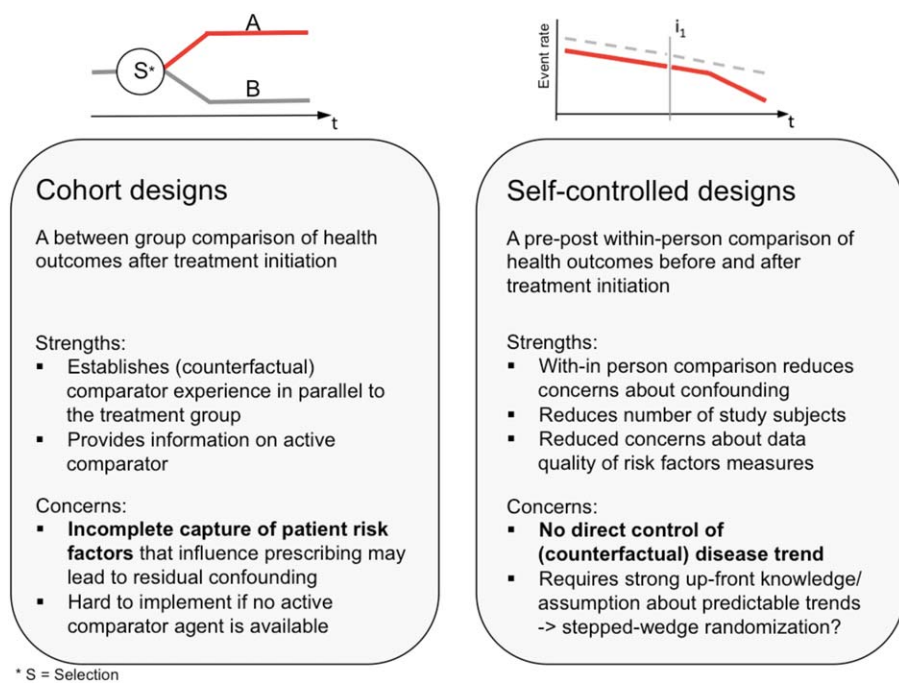 A
S*
B
t
Event rate
i₁
t
Cohort designs
A between group comparison of health
outcomes after treatment initiation
Strengths:
▪ Establishes (counterfactual)
comparator experience in parallel to
the treatment group
▪ Provides information on active
comparator
Concerns:
▪ Incomplete capture of patient risk
factors that influence prescribing may
lead to residual confounding
▪ Hard to implement if no active
comparator agent is available
Self-controlled designs
A pre-post within-person comparison of
health outcomes before and after
treatment initiation
Strengths:
▪ With-in person comparison reduces
concerns about confounding
▪ Reduces number of study subjects
▪ Reduced concerns about data
quality of risk factors measures
Concerns:
▪ No direct control of
(counterfactual) disease trend
▪ Requires strong up-front knowledge/
assumption about predictable trends
-> stepped-wedge randomization?
* S = Selection